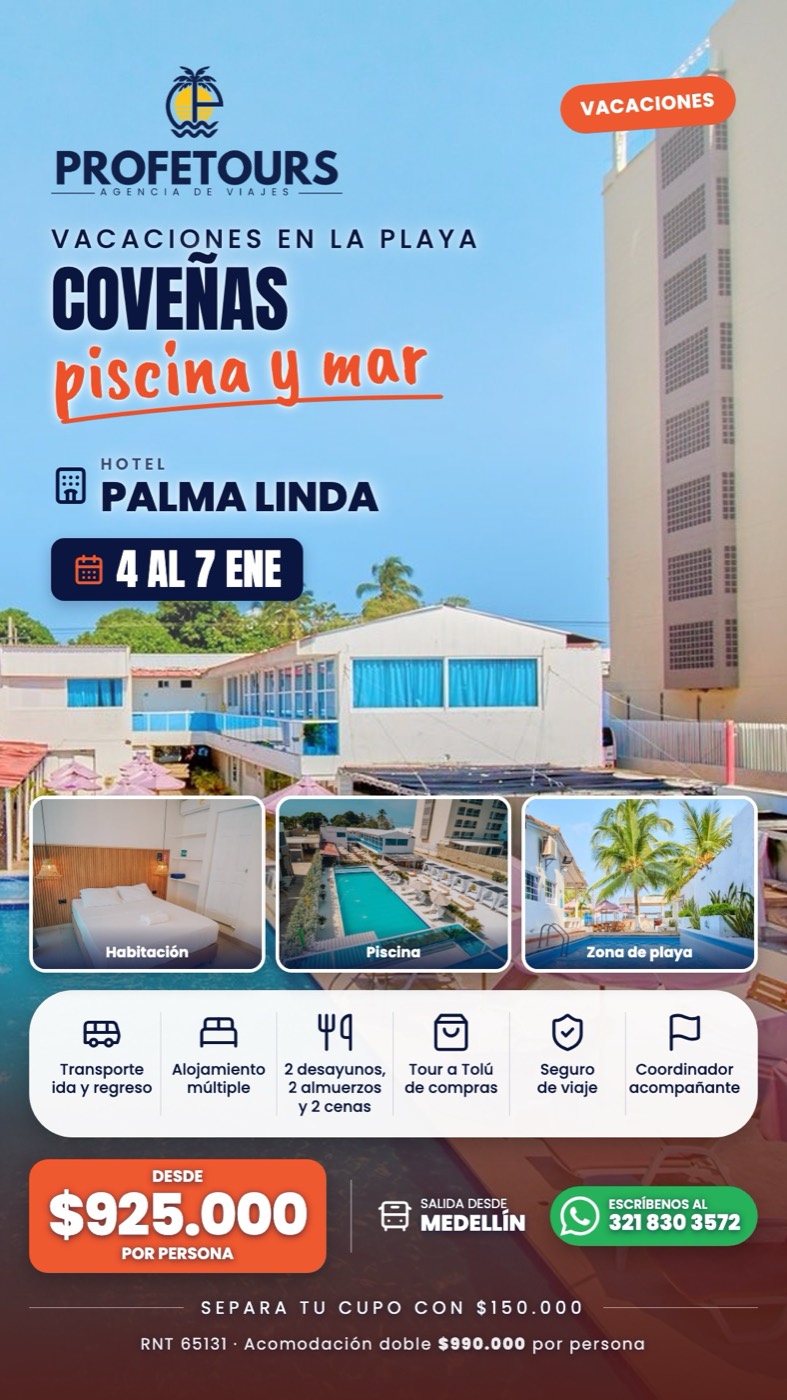 VACACIONES
PROFETOURS
AGENCIA DE VIAJES
VACACIONES EN LA PLAYA
COVEÑAS
piscina y mar
HOTEL
PALMA LINDA
4 AL 7 ENE
Habitación
Piscina
Zona de playa
Transporte
ida y regreso
Alojamiento
múltiple
2 desayunos,
2 almuerzos
y 2 cenas
Tour a Tolú
de compras
Seguro
de viaje
Coordinador
acompañante
DESDE
$925.000
POR PERSONA
SALIDA DESDE
MEDELLÍN
ESCRÍBENOS AL
321 830 3572
SEPARA TU CUPO CON $150.000
RNT 65131 · Acomodación doble $990.000 por persona